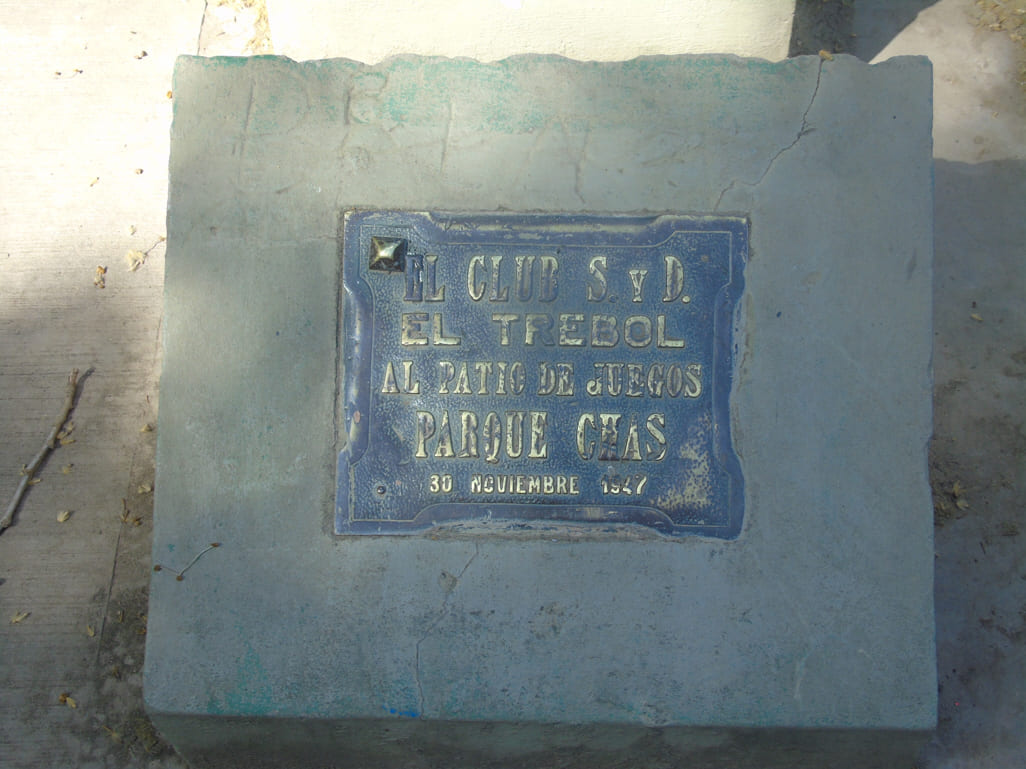 EL CLUB S. Y D.
EL TREBOL
AL PATIO DE JUEGOS
PARQUE CHAS
30 NOVIEMBRE 1947